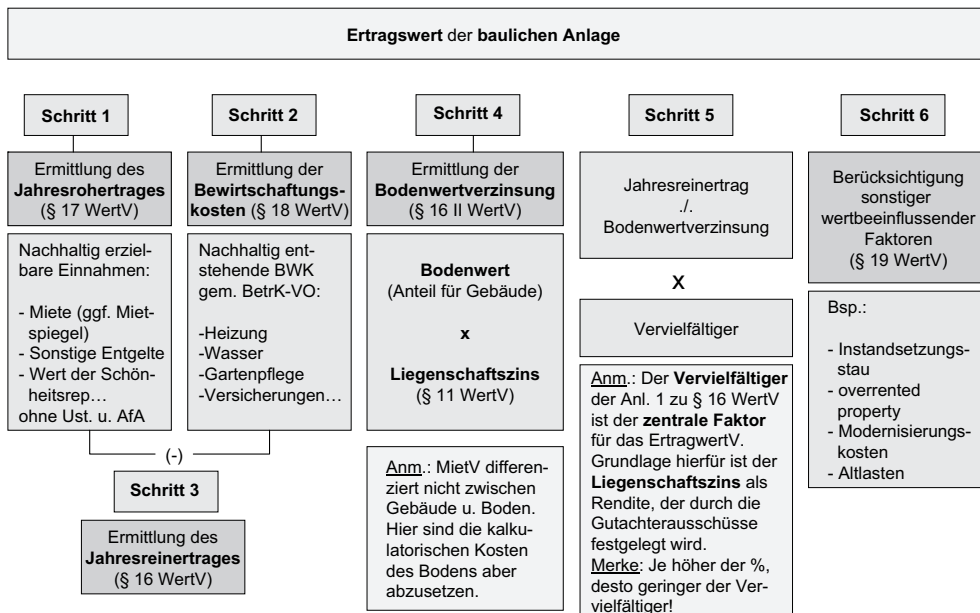 Ertragswert der baulichen Anlage
Schritt 1
Ermittlung des
Jahresrohertrages
(§ 17 WertV)
Nachhaltig erziel-
bare Einnahmen:
- Miete (ggf. Miet-
spiegel)
- Sonstige Entgelte
- Wert der Schön-
heitsrep…
ohne Ust. u. AfA
Schritt 2
Ermittlung der
Bewirtschaftungs-
kosten (§ 18 WertV)
Nachhaltig ent-
stehende BWK
gem. BetrK-VO:
-Heizung
-Wasser
-Gartenpflege
-Versicherungen…
(-)
Schritt 3
Ermittlung des
Jahresreinertrages
(§ 16 WertV)
Schritt 4
Ermittlung der
Bodenwertverzinsung
(§ 16 II WertV)
Bodenwert
(Anteil für Gebäude)
x
Liegenschaftszins
(§ 11 WertV)
Anm.: MietV differen-
ziert nicht zwischen
Gebäude u. Boden.
Hier sind die kalku-
latorischen Kosten
des Bodens aber
abzusetzen.
Schritt 5
Jahresreinertrag
./.
Bodenwertverzinsung
X
Vervielfältiger
Anm.: Der Vervielfältiger
der Anl. 1 zu § 16 WertV
ist der zentrale Faktor
für das ErtragwertV.
Grundlage hierfür ist der
Liegenschaftszins als
Rendite, der durch die
Gutachterausschüsse
festgelegt wird.
Merke: Je höher der %,
desto geringer der Ver-
vielfältiger!
Schritt 6
Berücksichtigung
sonstiger
wertbeeinflussender
Faktoren
(§ 19 WertV)
Bsp.:
- Instandsetzungs-
stau
- overrented
property
- Modernisierungs-
kosten
- Altlasten